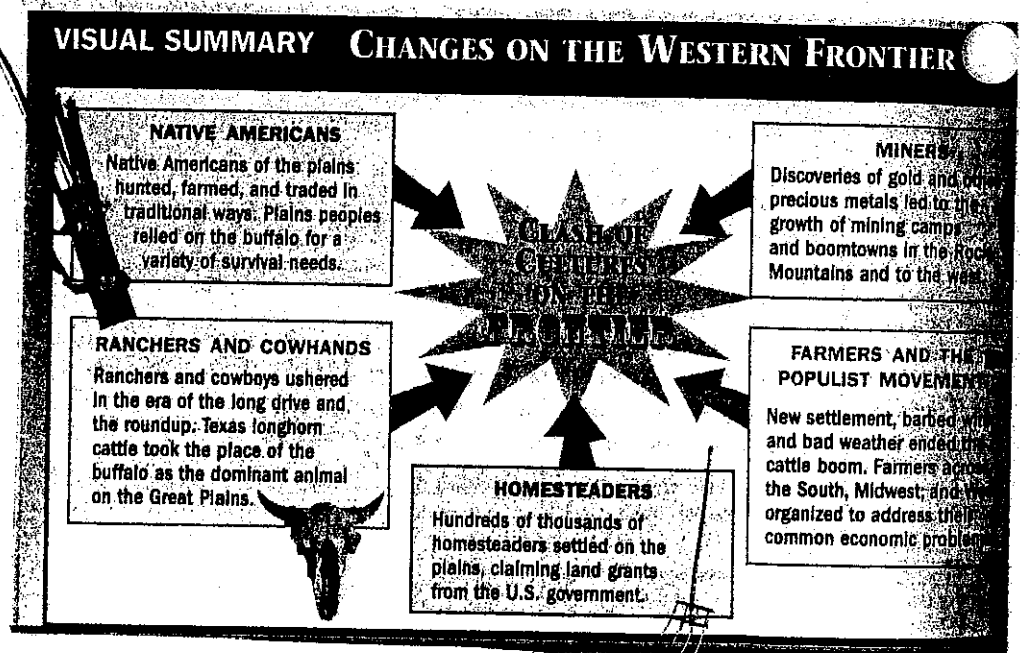 VISUAL SUMMARY CHANGES ON THE WESTERN FRONTIER
NATIVE AMERICANS
Native Americans of the plains
hunted, farmed, and traded in
traditional ways. Plains peoples
relied on the buffalo for a
variety of survival needs.
RANCHERS AND COWHANDS
Ranchers and cowboys ushered
in the era of the long drive and
the roundup. Texas longhorn
cattle took the place of the
buffalo as the dominant animal
on the Great Plains.
CLASH OF
CULTURES
ON THE
FRONTIER
HOMESTEADERS
Hundreds of thousands of
homesteaders settled on the
plains, claiming land grants
from the U.S. government.
MINERS
Discoveries of gold and
precious metals led to the
growth of mining camps
and boomtowns in the
Mountains and to the west.
FARMERS AND THE
POPULIST MOVEMENT
New settlement, barbed
and bad weather ended the
cattle boom. Farmers
the South, Midwest, and
organized to address their
common economic